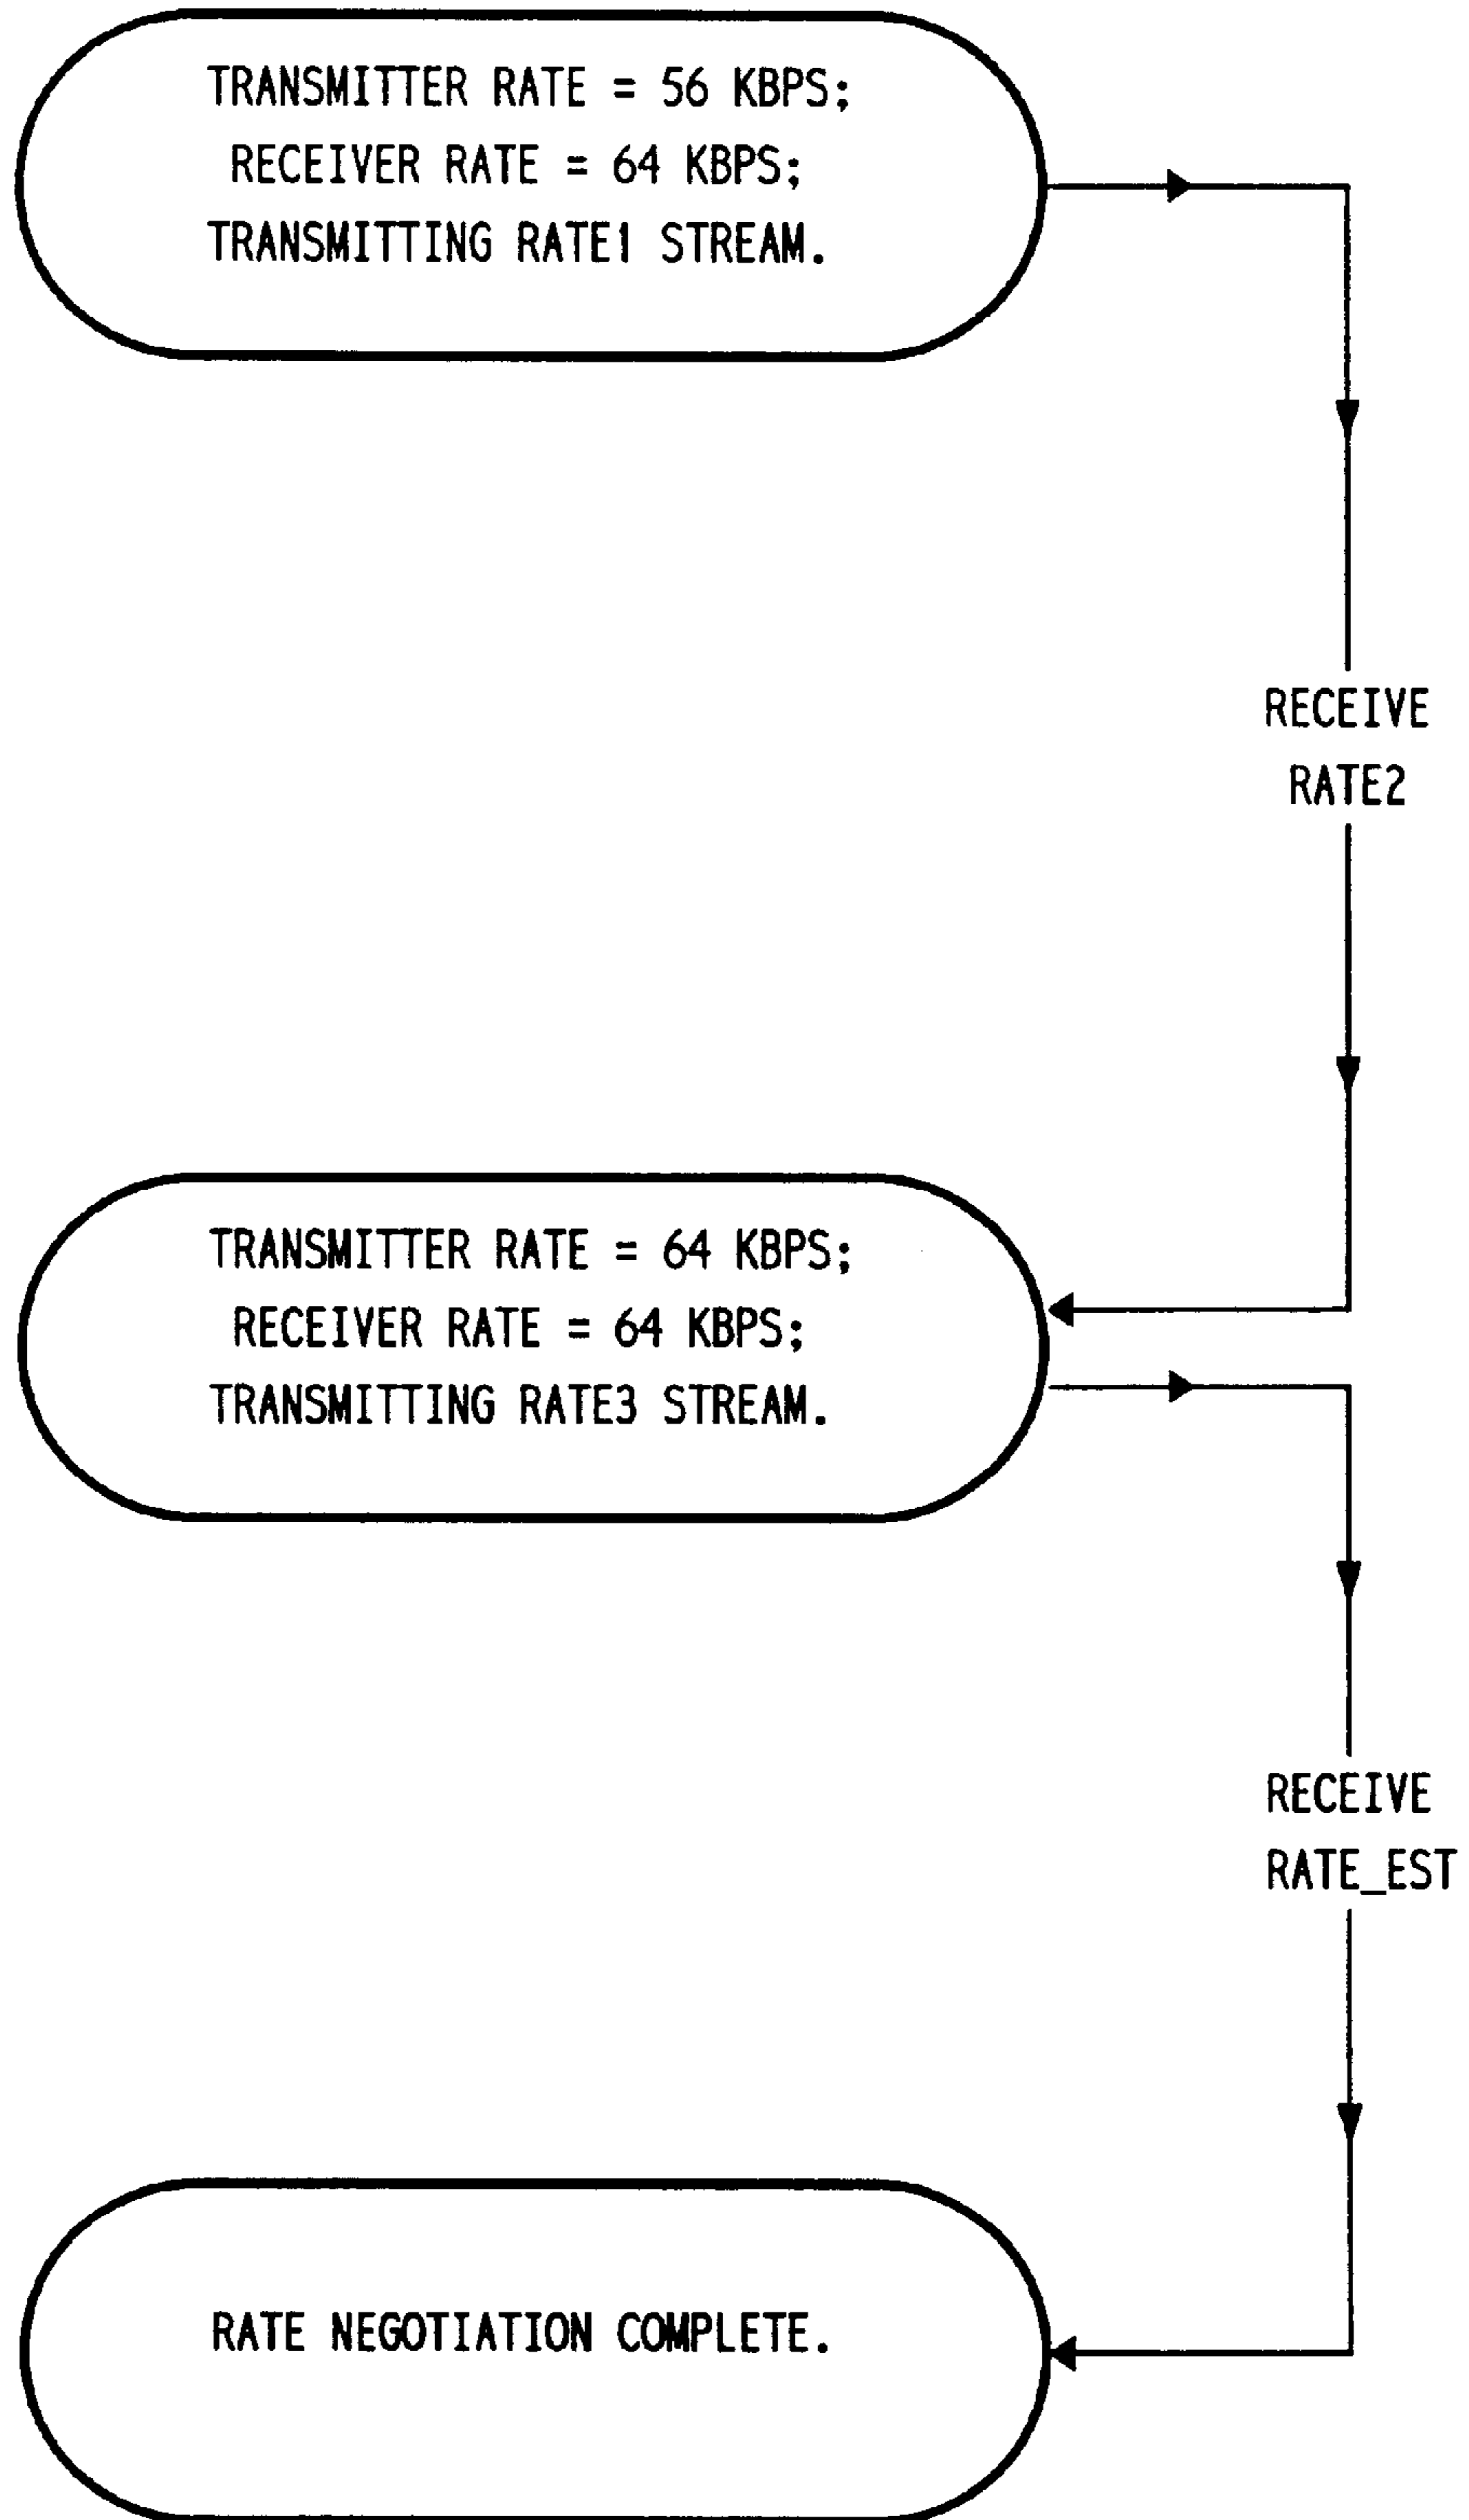 TRANSMITTER RATE = 56 KBPS;
RECEIVER RATE = 64 KBPS;
TRANSMITTING RATE1 STREAM.
RECEIVE
RATE2
TRANSMITTER RATE = 64 KBPS;
RECEIVER RATE = 64 KBPS;
TRANSMITTING RATE3 STREAM.
RECEIVE
RATE_EST
RATE NEGOTIATION COMPLETE.